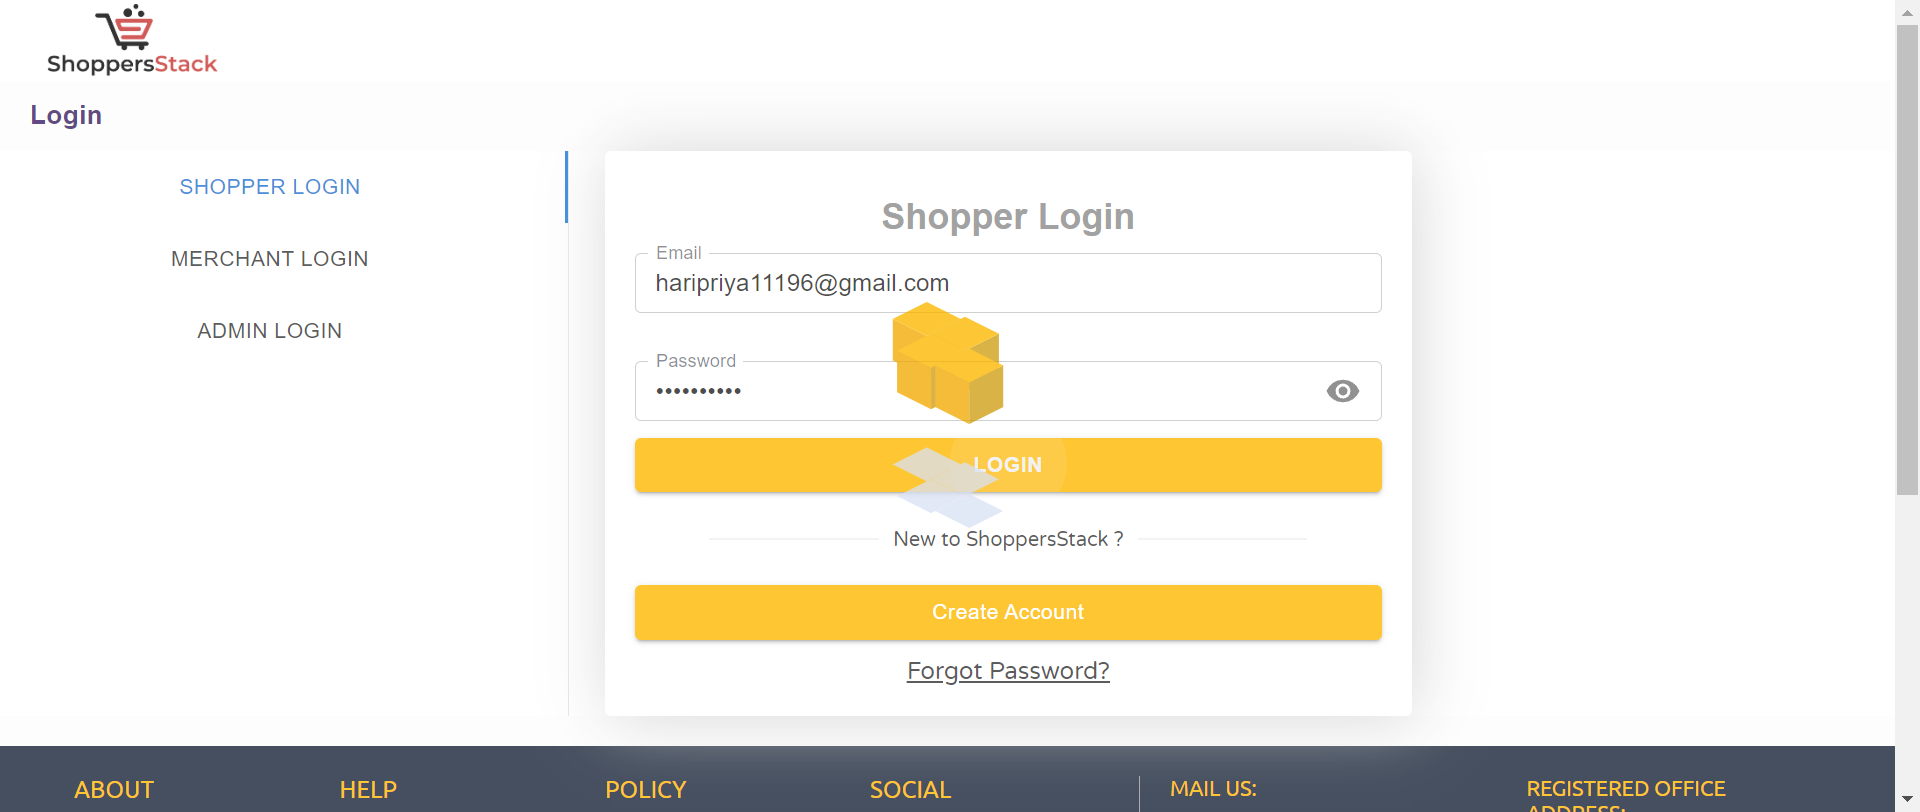 ShoppersStack
Login
SHOPPER LOGIN
MERCHANT LOGIN
ADMIN LOGIN
Shopper Login
Email
haripriya11196@gmail.com
Password
••••••••••
LOGIN
New to ShoppersStack ?
Create Account
Forgot Password?
ABOUT
HELP
POLICY
SOCIAL
MAIL US:
REGISTERED OFFICE
ADDRESS: